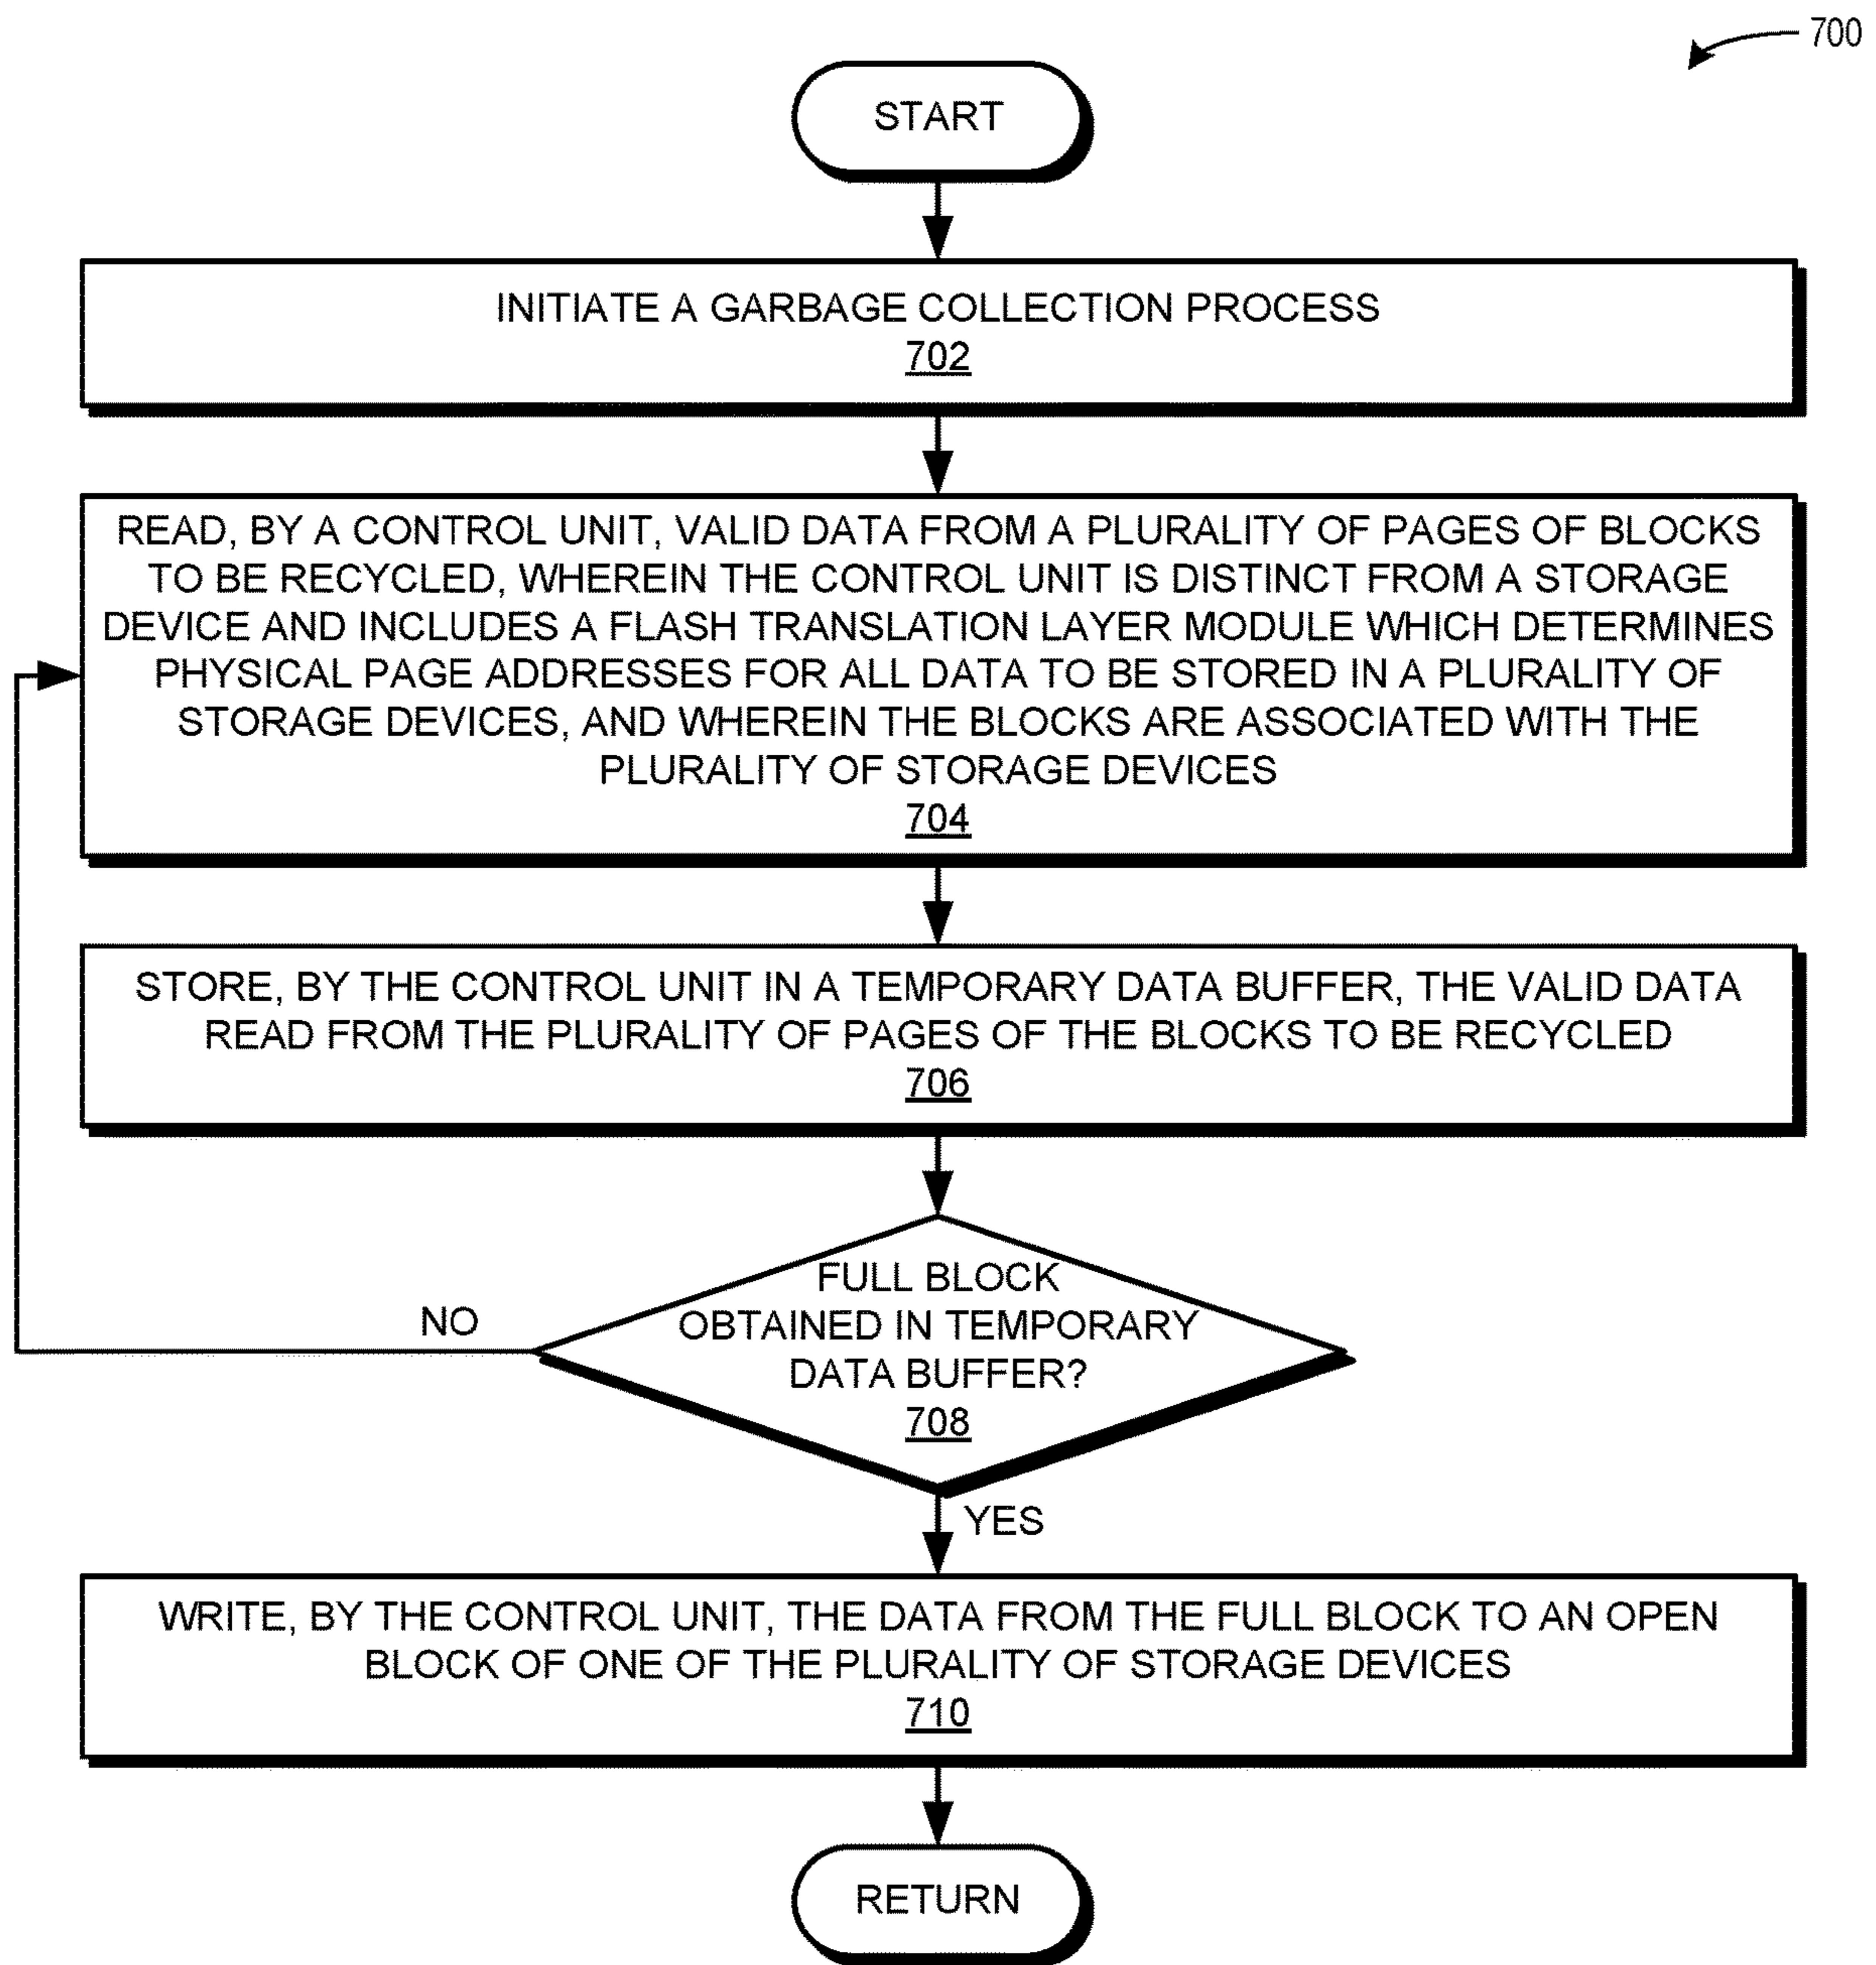 700
START
INITIATE A GARBAGE COLLECTION PROCESS
702
READ, BY A CONTROL UNIT, VALID DATA FROM A PLURALITY OF PAGES OF BLOCKS
TO BE RECYCLED, WHEREIN THE CONTROL UNIT IS DISTINCT FROM A STORAGE
DEVICE AND INCLUDES A FLASH TRANSLATION LAYER MODULE WHICH DETERMINES
PHYSICAL PAGE ADDRESSES FOR ALL DATA TO BE STORED IN A PLURALITY OF
STORAGE DEVICES, AND WHEREIN THE BLOCKS ARE ASSOCIATED WITH THE
PLURALITY OF STORAGE DEVICES
704
STORE, BY THE CONTROL UNIT IN A TEMPORARY DATA BUFFER, THE VALID DATA
READ FROM THE PLURALITY OF PAGES OF THE BLOCKS TO BE RECYCLED
706
FULL BLOCK
OBTAINED IN TEMPORARY
DATA BUFFER?
708
NO
YES
WRITE, BY THE CONTROL UNIT, THE DATA FROM THE FULL BLOCK TO AN OPEN
BLOCK OF ONE OF THE PLURALITY OF STORAGE DEVICES
710
RETURN